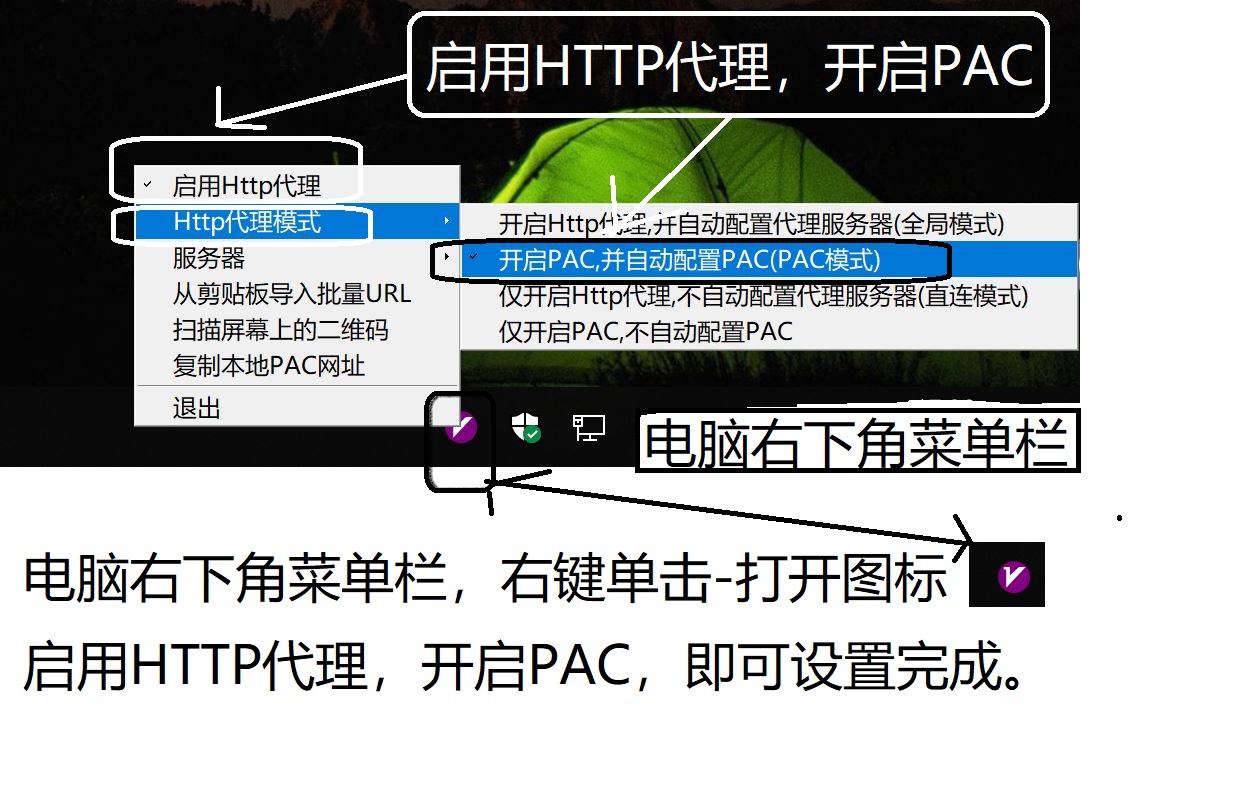 启用HTTP代理，开启PAC
启用Http代理
Http代理模式
服务器
从剪贴板导入批量URL
扫描屏幕上的二维码
复制本地PAC网址
退出
开启Http代理,并自动配置代理服务器(全局模式)
开启PAC,并自动配置PAC(PAC模式)
仅开启Http代理,不自动配置代理服务器(直连模式)
仅开启PAC,不自动配置PAC
电脑右下角菜单栏
电脑右下角菜单栏，右键单击-打开图标
启用HTTP代理，开启PAC，即可设置完成。